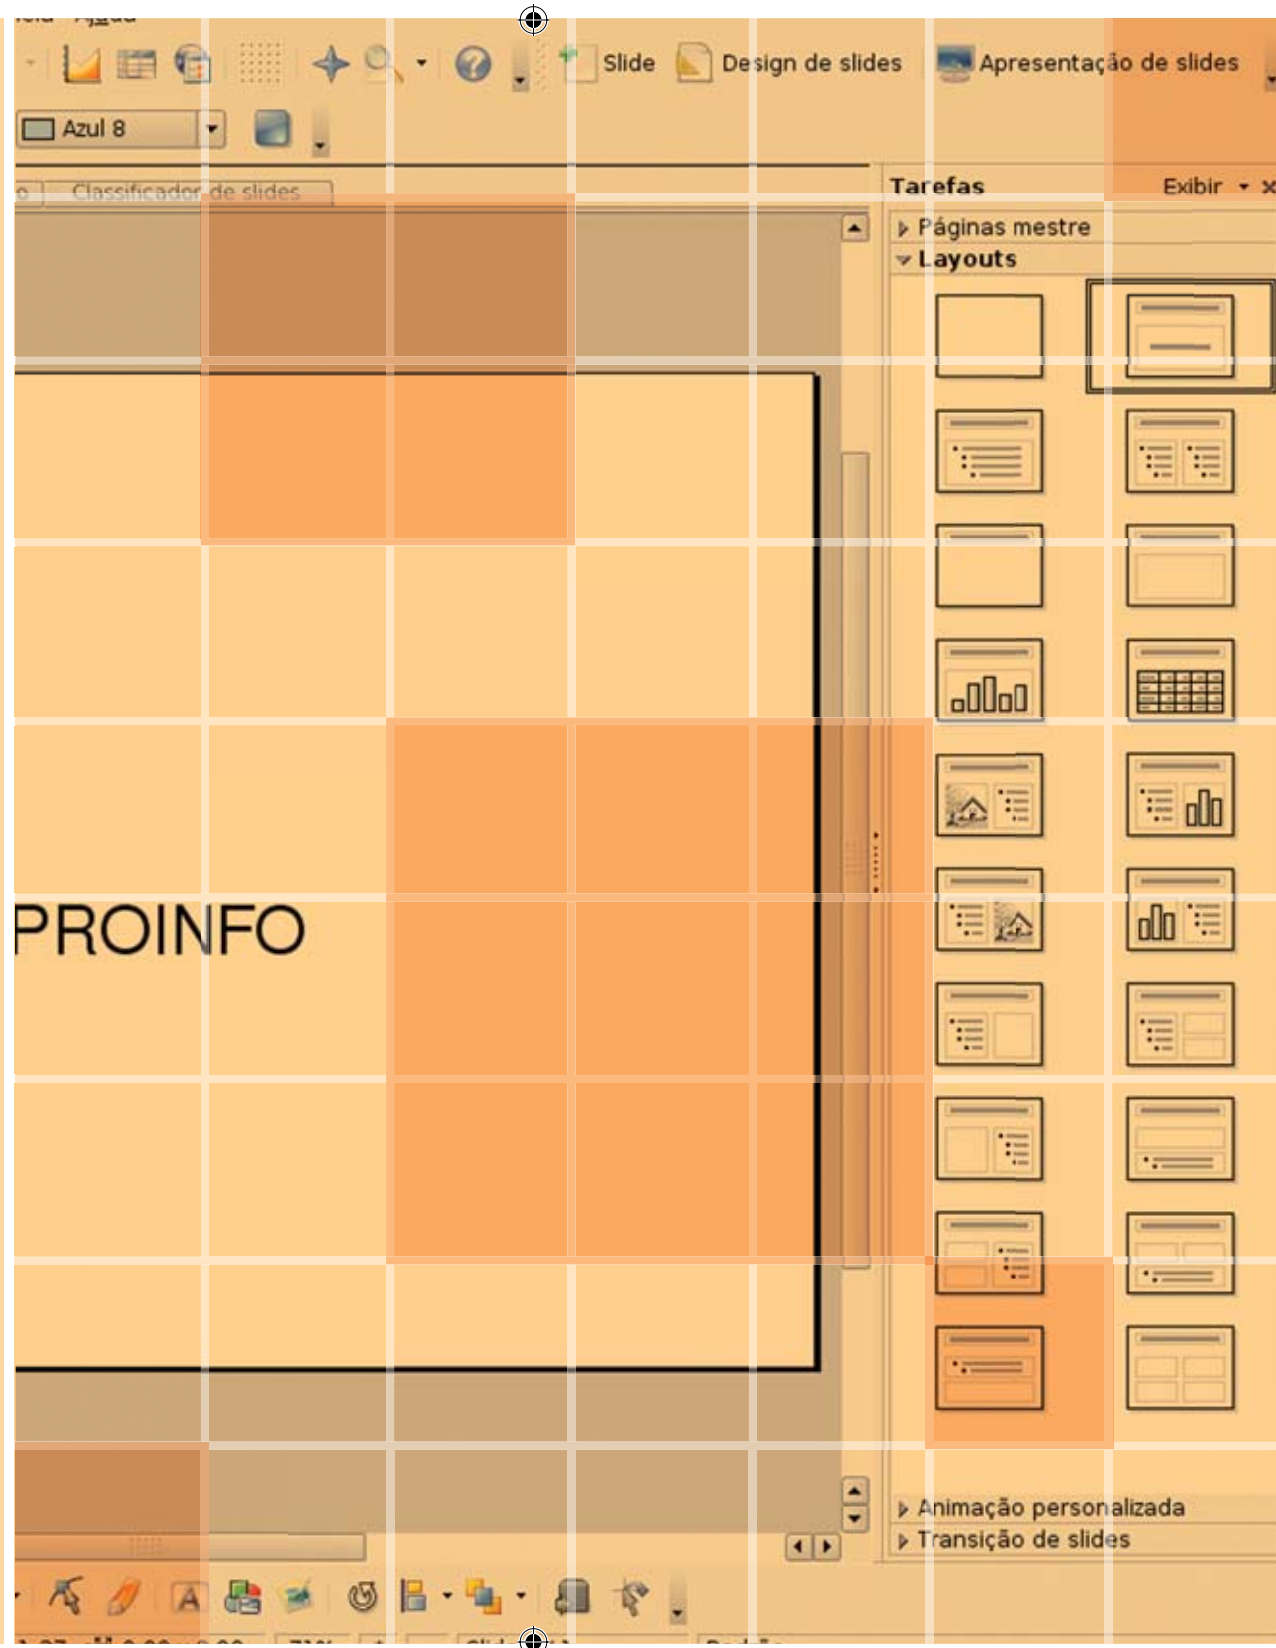 Ajuda
Slide
Design de slides
Apresentação de slides
Azul 8
Classificador de slides
Tarefas
Exibir
Páginas mestre
Layouts
PROINFO
Animação personalizada
Transição de slides